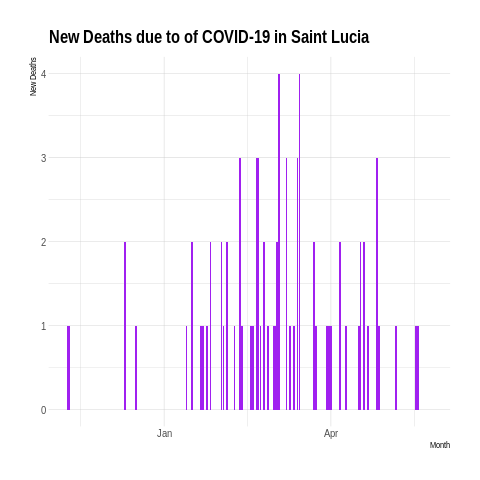 New Deaths due to of COVID-19 in Saint Lucia
New Deaths
4
3
2
1
0
Jan
Apr
Month